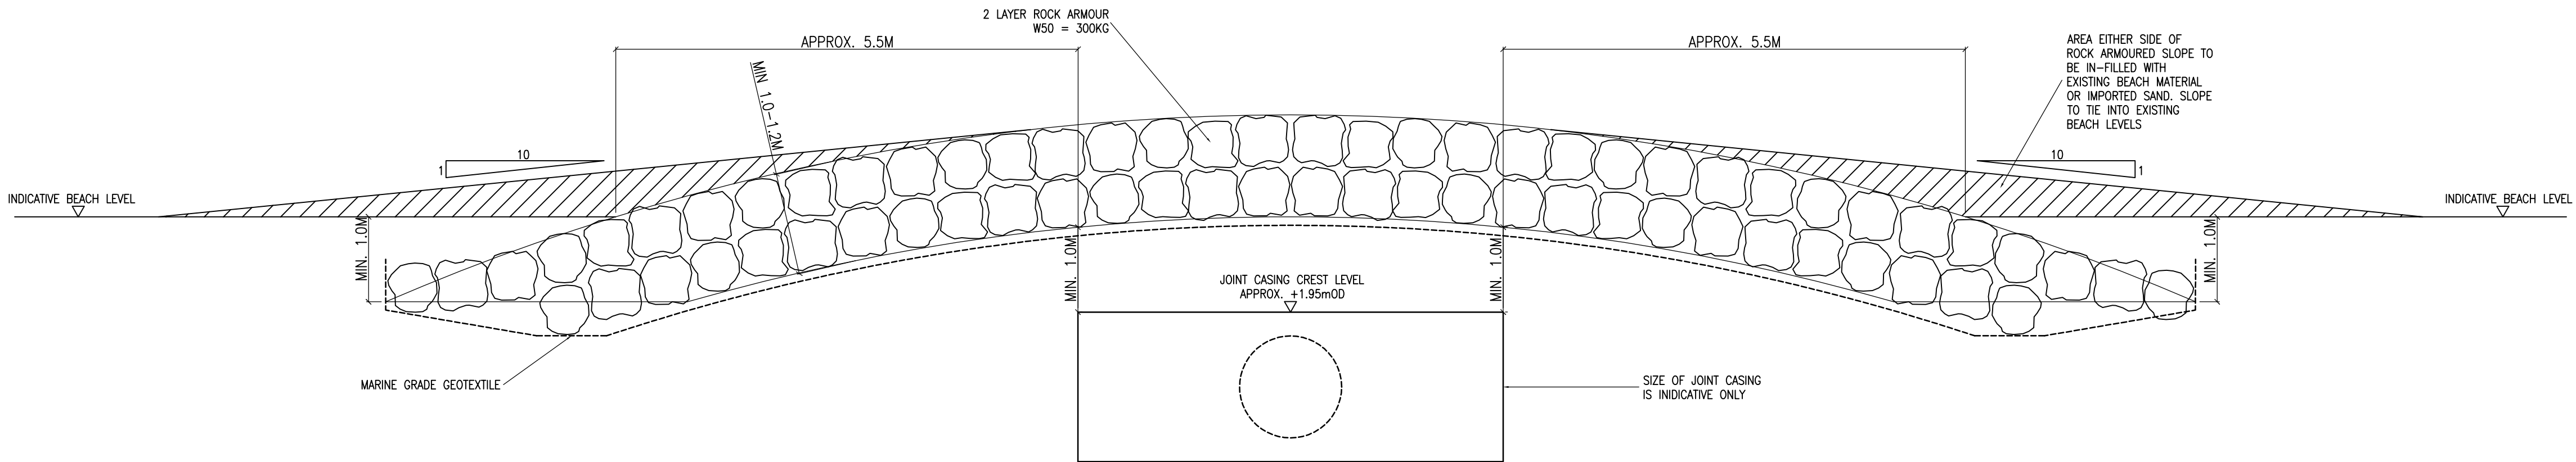 2 LAYER ROCK ARMOUR
W50 = 300KG
APPROX. 5.5M
APPROX. 5.5M
AREA EITHER SIDE OF
ROCK ARMOURED SLOPE TO
BE IN-FILLED WITH
EXISTING BEACH MATERIAL
OR IMPORTED SAND. SLOPE
TO TIE INTO EXISTING
BEACH LEVELS
MIN 1.0-1.2M
10
1
10
1
INDICATIVE BEACH LEVEL
INDICATIVE BEACH LEVEL
MIN. 1.0M
MIN. 1.0M
MIN. 1.0M
MIN. 1.0M
JOINT CASING CREST LEVEL
APPROX. +1.95mOD
MARINE GRADE GEOTEXTILE
SIZE OF JOINT CASING
IS INIDICATIVE ONLY